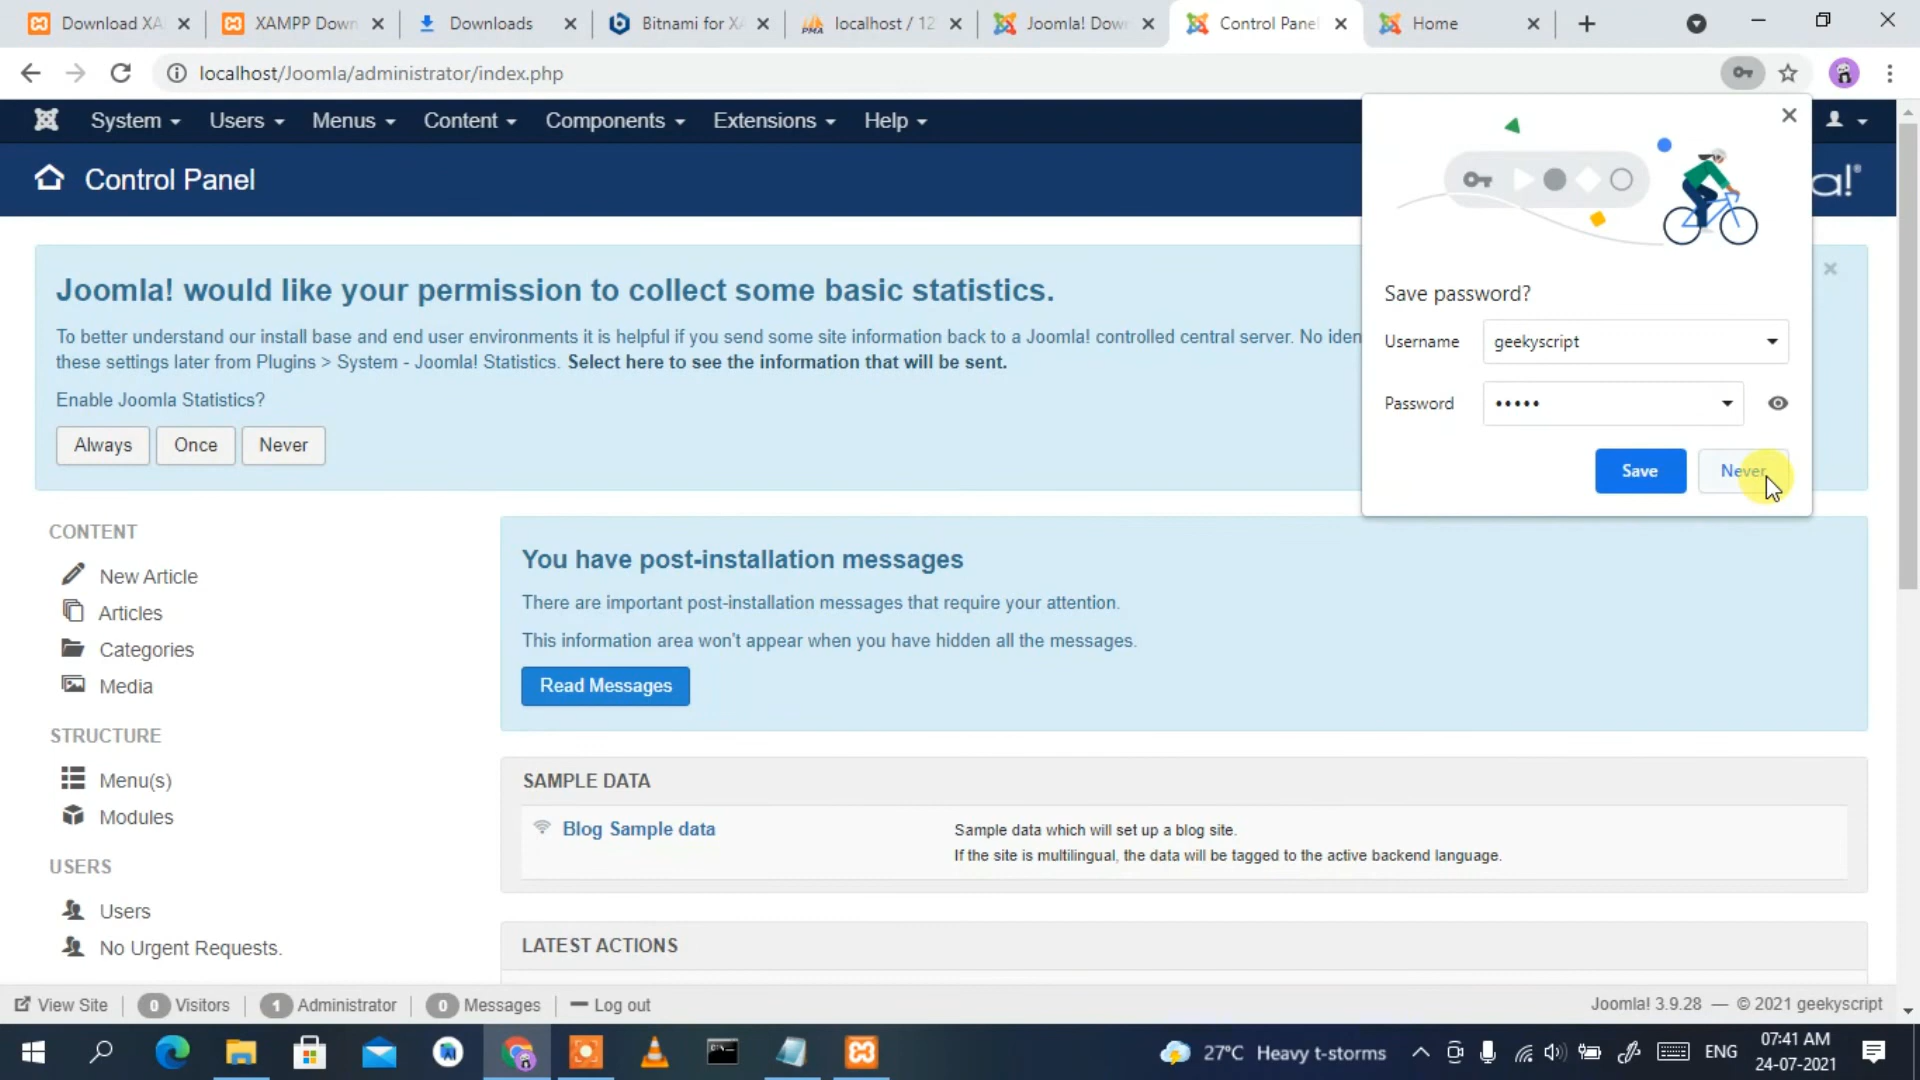 Download XA
XAMPP Down
Downloads
Bitnami for XA
PMA
localhost / 12
Joomla! Dow
Control Panel
Home
localhost/Joomla/administrator/index.php
System
Users
Menus
Content
Components
Extensions
Help
Control Panel
a!®
Save password?
Username
geekyscript
Password
•••••
Save
Never
Joomla! would like your permission to collect some basic statistics.
To better understand our install base and end user environments it is helpful if you send some site information back to a Joomla! controlled central server. No iden
these settings later from Plugins > System - Joomla! Statistics. Select here to see the information that will be sent.
Enable Joomla Statistics?
Always
Once
Never
CONTENT
New Article
Articles
Categories
Media
STRUCTURE
Menu(s)
Modules
USERS
Users
No Urgent Requests.
You have post-installation messages
There are important post-installation messages that require your attention.
This information area won't appear when you have hidden all the messages.
Read Messages
SAMPLE DATA
Blog Sample data
Sample data which will set up a blog site.
If the site is multilingual, the data will be tagged to the active backend language.
LATEST ACTIONS
View Site
0 Visitors
1 Administrator
0 Messages
Log out
Joomla! 3.9.28 — © 2021 geekyscript
27°C Heavy t-storms
ENG
07:41 AM
24-07-2021